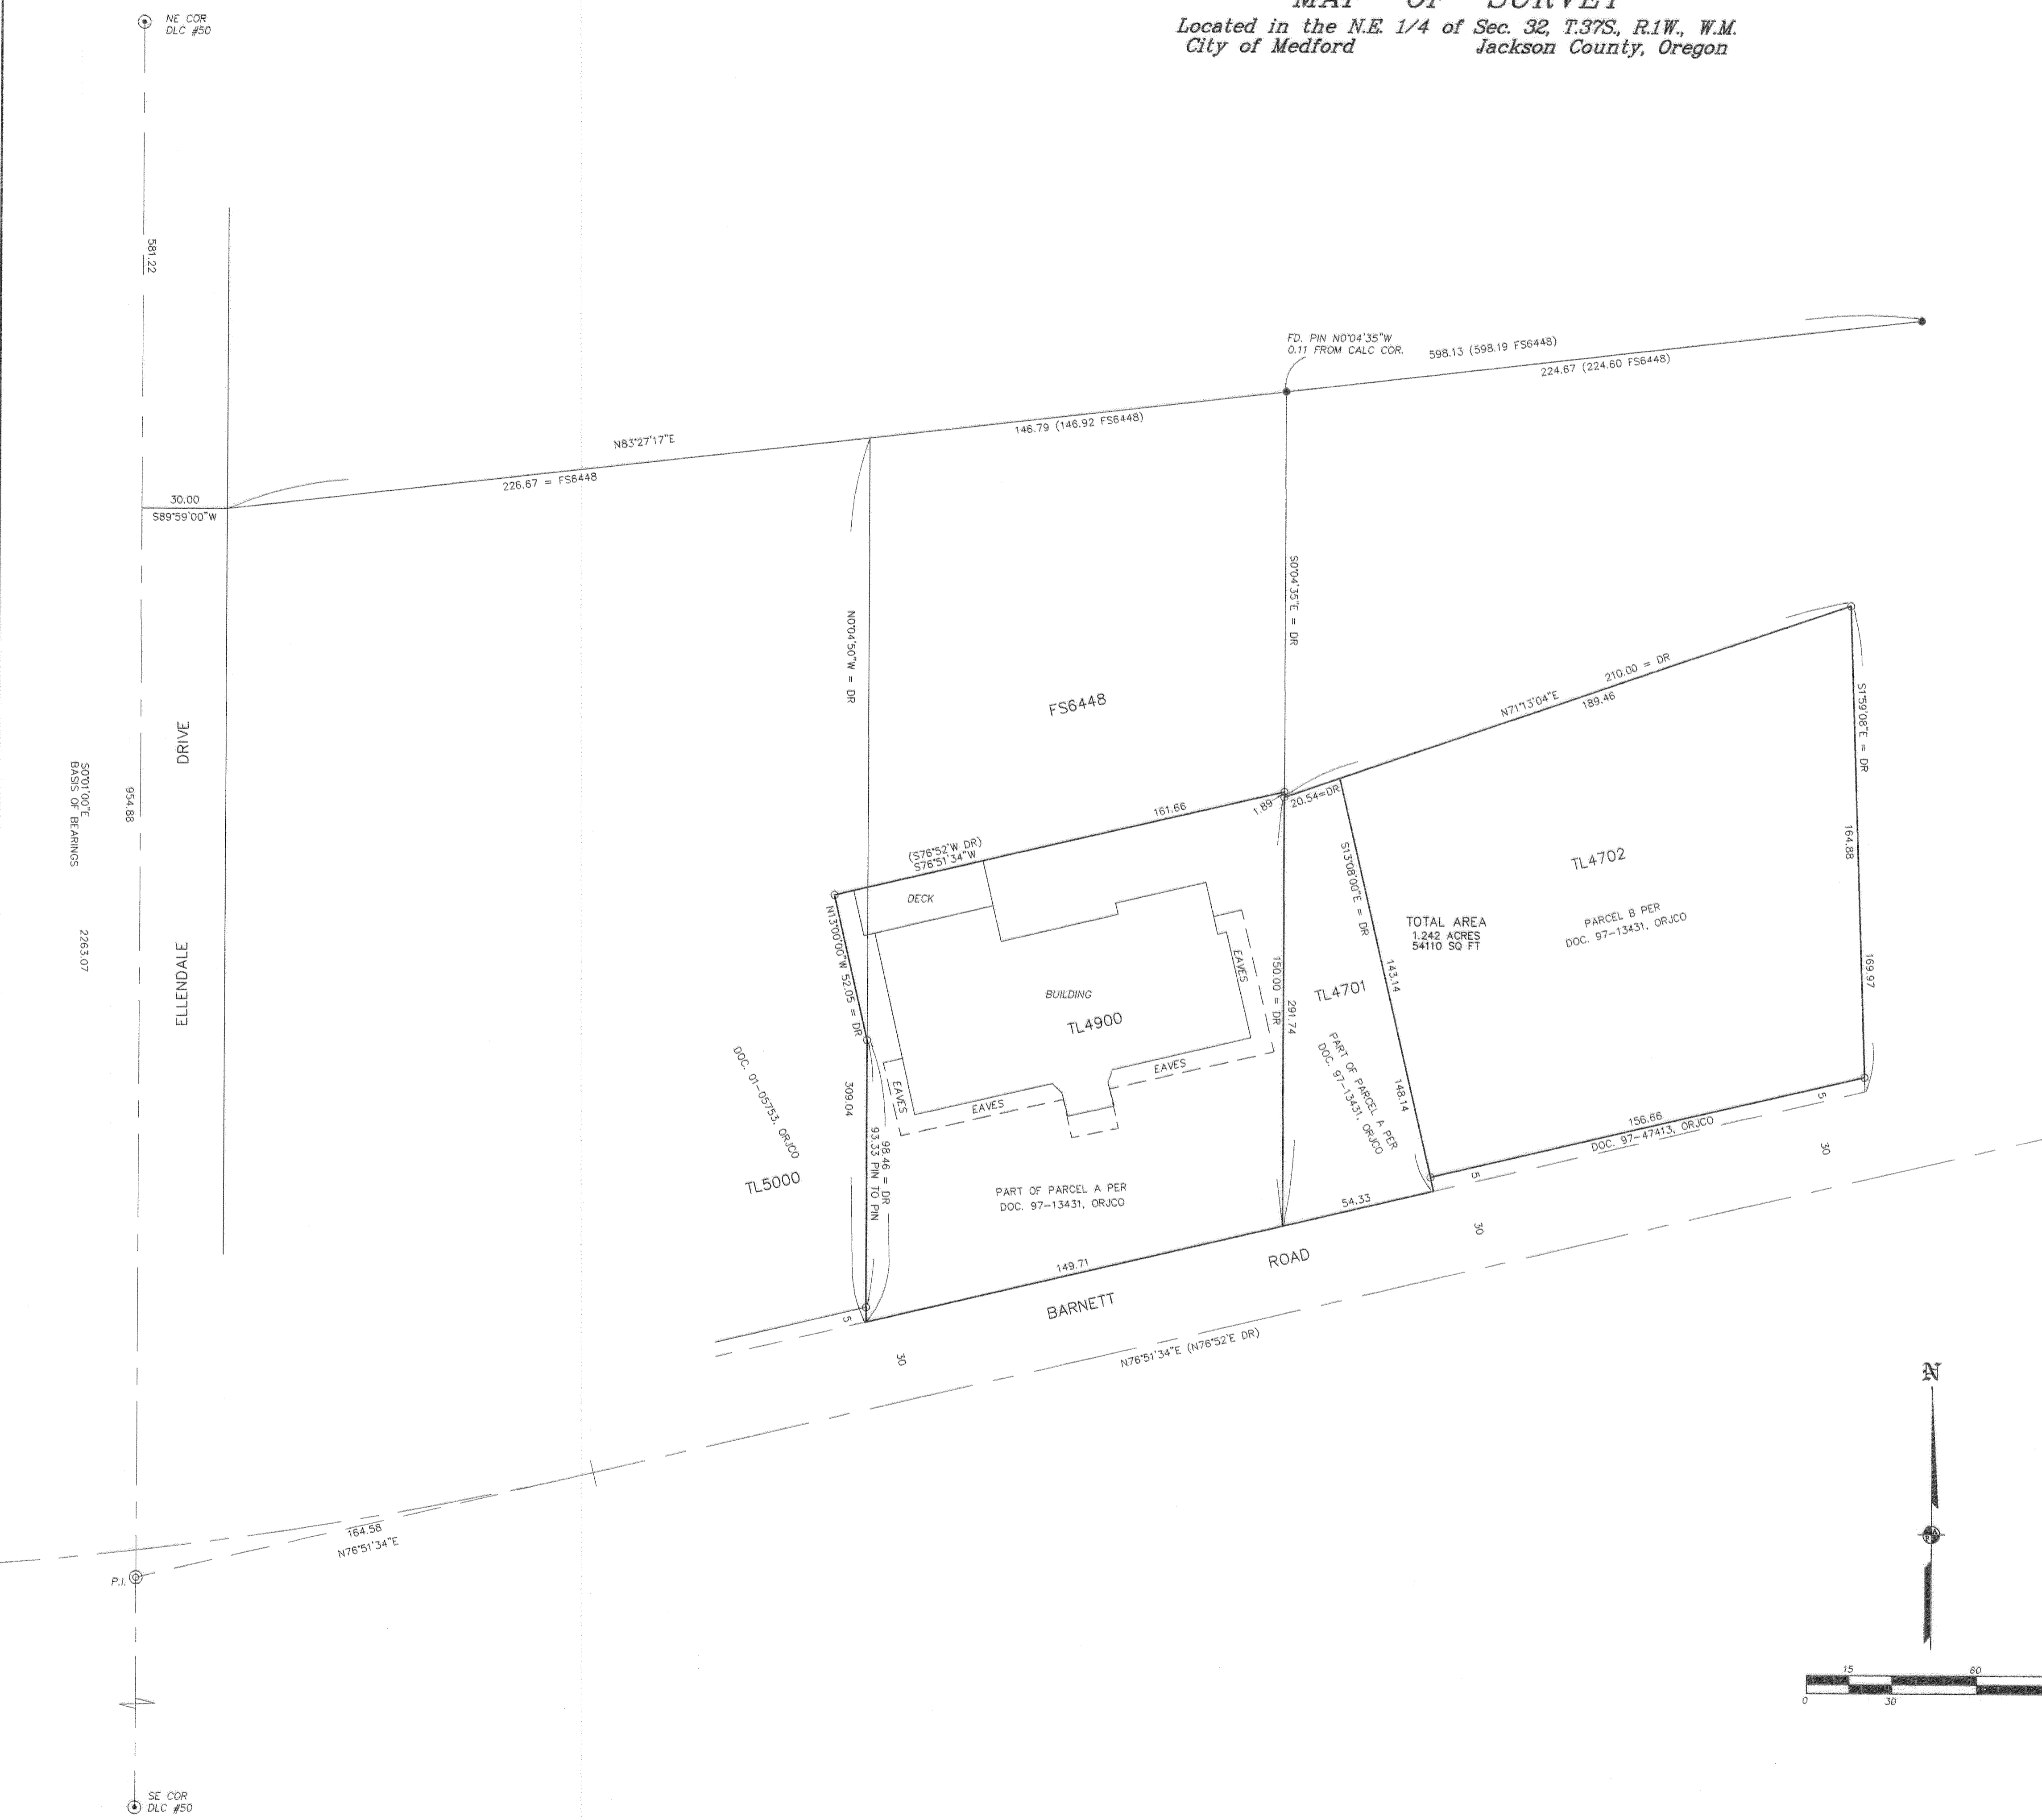 MAP OF SURVEY
Located in the N.E. 1/4 of Sec. 32, T.37S., R.1W., W.M.
City of Medford Jackson County, Oregon
NE COR
DLC #50
581.22
FD. PIN N0°04'35"W
0.11 FROM CALC COR.
598.13 (598.19 FS6448)
224.67 (224.60 FS6448)
146.79 (146.92 FS6448)
N83°27'17"E
226.67 = FS6448
30.00
S89°59'00"W
S0°04'35"E = DR
N0°04'50"W = DR
FS6448
210.00 = DR
N71°13'04"E
189.46
S1°59'08"E = DR
DRIVE
ELLENDALE
S0°01'00"E
BASIS OF BEARINGS
954.88
2263.07
161.66
1.89
20.54=DR
(S76°52'W DR)
S76°51'34"W
DECK
S13°08'00"E = DR
164.88
TL4702
PARCEL B PER
DOC. 97-13431, ORJCO
TOTAL AREA
1.242 ACRES
54110 SQ FT
N13°00'00"W 52.05 = DR
EAVES
150.00 = DR
143.14
169.97
BUILDING
TL4900
TL4701
291.74
PART OF PARCEL A PER
DOC. 97-13431, ORJCO
148.14
DOC. 01-05753, ORJCO
TL5000
309.04
EAVES
EAVES
EAVES
98.46 = DR
93.33 PIN TO PIN
PART OF PARCEL A PER
DOC. 97-13431, ORJCO
156.66
DOC. 97-47413, ORJCO
5
30
5
30
54.33
149.71
BARNETT ROAD
5
30
N76°51'34"E (N76°52'E DR)
164.58
N76°51'34"E
P.I.
N
15 60
0 30
SE COR
DLC #50